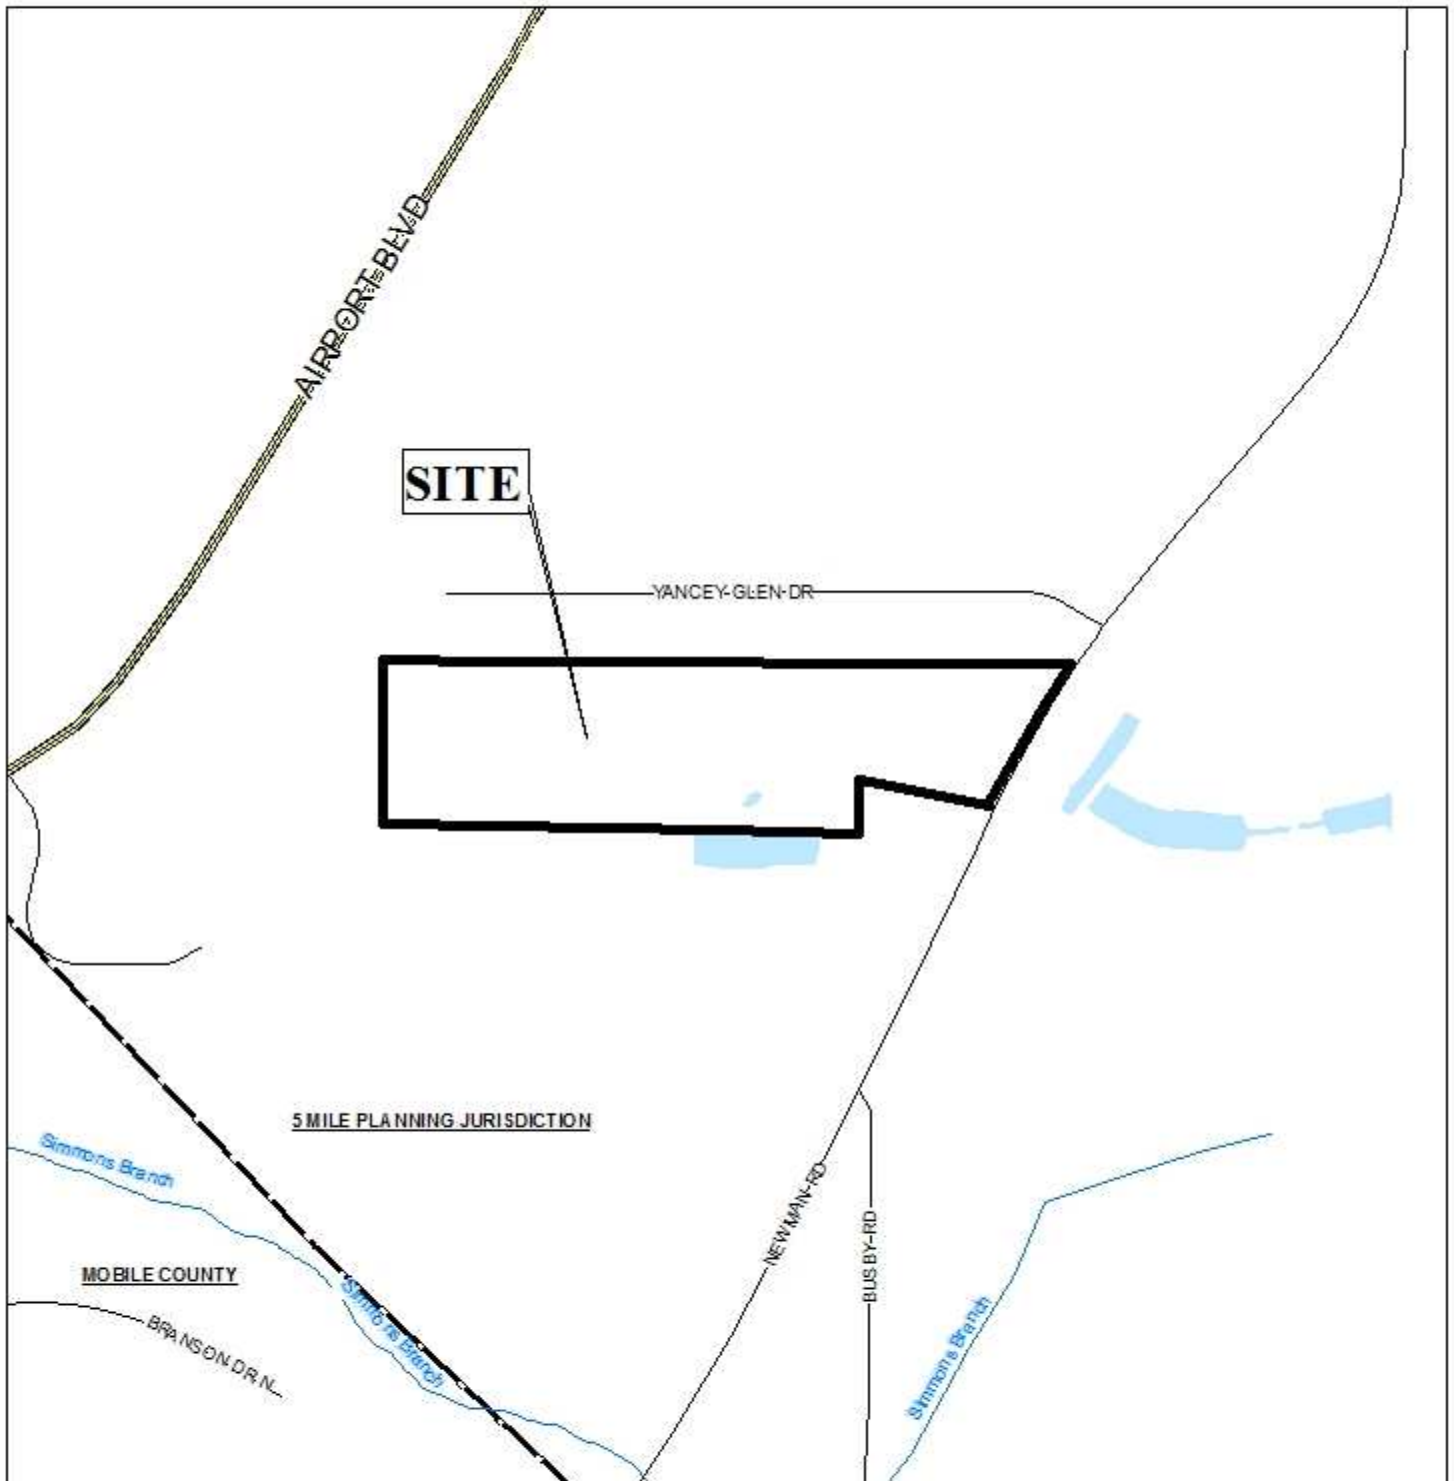 AIRPORT BLVD
SITE
YANCEY GLEN DR
5 MILE PLANNING JURISDICTION
Simmons Branch
NEWMAN RD
BUSBY RD
MOBILE COUNTY
Simmons Branch
BRANSON DR N
Simmons Branch